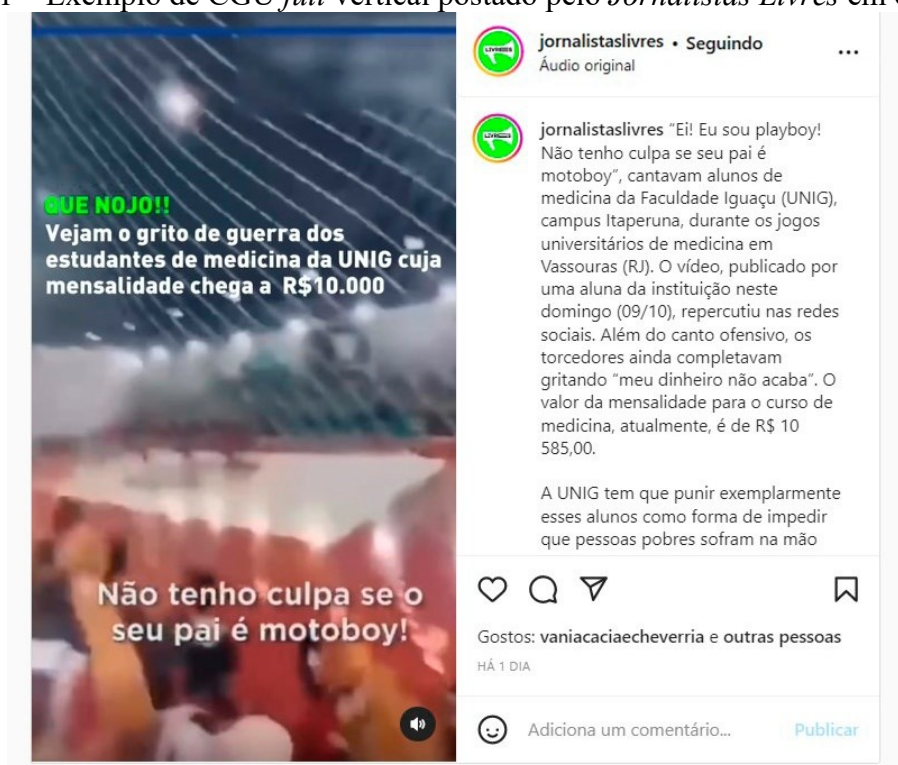 Exemplo de CGU full vertical postado pelo Jornalistas Livres em
QUE NOJO!!
Vejam o grito de guerra dos
estudantes de medicina da UNIG cuja
mensalidade chega a R$10.000
Não tenho culpa se o
seu pai é motoboy!
jornalistaslivres • Seguindo
Áudio original
jornalistaslivres "Ei! Eu sou playboy!
Não tenho culpa se seu pai é
motoboy", cantavam alunos de
medicina da Faculdade Iguaçu (UNIG),
campus Itaperuna, durante os jogos
universitários de medicina em
Vassouras (RJ). O vídeo, publicado por
uma aluna da instituição neste
domingo (09/10), repercutiu nas redes
sociais. Além do canto ofensivo, os
torcedores ainda completavam
gritando "meu dinheiro não acaba". O
valor da mensalidade para o curso de
medicina, atualmente, é de R$ 10
585,00.
A UNIG tem que punir exemplarmente
esses alunos como forma de impedir
que pessoas pobres sofram na mão
Gostos: vaniacaciaecheverria e outras pessoas
HÁ 1 DIA
Adiciona um comentário... Publicar